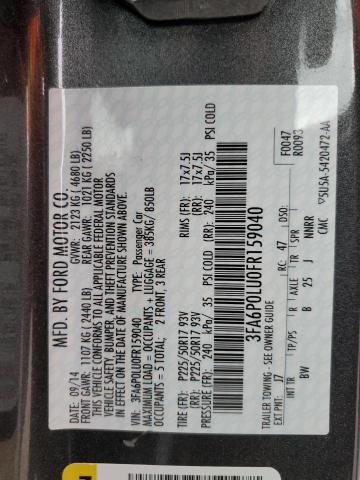 MFD. BY FORD MOTOR CO.
DATE: 09/14 GVWR: 2123 KG (4680 LB)
FRONT GAWR: 1107 KG (2440 LB) REAR GAWR: 1021 KG (2250 LB)
THIS VEHICLE CONFORMS TO ALL APPLICABLE FEDERAL MOTOR
VEHICLE SAFETY, BUMPER, AND THEFT PREVENTION STANDARDS
IN EFFECT ON THE DATE OF MANUFACTURE SHOWN ABOVE.
VIN: 3FA6P0LU0FR159040 TYPE: Passenger Car
MAXIMUM LOAD = OCCUPANTS + LUGGAGE = 385KG/ 850LB
OCCUPANTS = 5 TOTAL; 2 FRONT, 3 REAR
TIRE (FR): P225/50R17 93V RIMS (FR): 17x7.5J
TIRE (RR): P225/50R17 93V RIMS (RR): 17x7.5J
PRESSURE (FR): 240 kPa/ 35 PSI COLD (RR): 240 kPa/ 35 PSI COLD
3FA6P0LU0FR159040
F0047
R0093
TRAILER TOWING - SEE OWNER GUIDE
EXT PNT: J7 RC: 47 DSO:
INT TR TP/PS R AXLE TR SPR
BW B 25 J NNRR
CMC 5U5A-5420472-AA